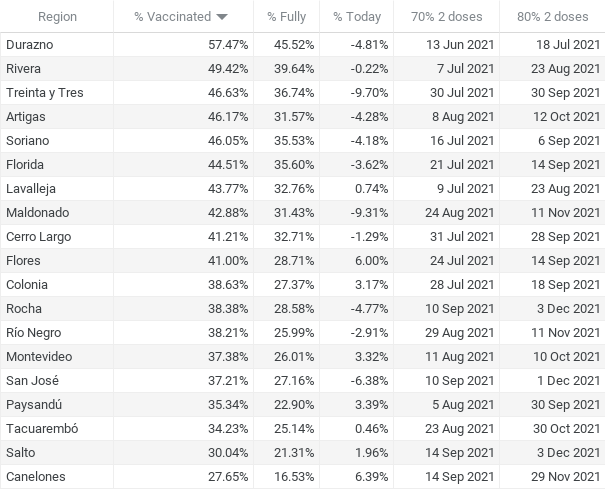 Region % Vaccinated % Fully % Today 70% 2 doses 80% 2 doses
Durazno 57.47% 45.52% -4.81% 13 Jun 2021 18 Jul 2021
Rivera 49.42% 39.64% -0.22% 7 Jul 2021 23 Aug 2021
Treinta y Tres 46.63% 36.74% -9.70% 30 Jul 2021 30 Sep 2021
Artigas 46.17% 31.57% -4.28% 8 Aug 2021 12 Oct 2021
Soriano 46.05% 35.53% -4.18% 16 Jul 2021 6 Sep 2021
Florida 44.51% 35.60% -3.62% 21 Jul 2021 14 Sep 2021
Lavalleja 43.77% 32.76% 0.74% 9 Jul 2021 23 Aug 2021
Maldonado 42.88% 31.43% -9.31% 24 Aug 2021 11 Nov 2021
Cerro Largo 41.21% 32.71% -1.29% 31 Jul 2021 28 Sep 2021
Flores 41.00% 28.71% 6.00% 24 Jul 2021 14 Sep 2021
Colonia 38.63% 27.37% 3.17% 28 Jul 2021 18 Sep 2021
Rocha 38.38% 28.58% -4.77% 10 Sep 2021 3 Dec 2021
Río Negro 38.21% 25.99% -2.91% 29 Aug 2021 11 Nov 2021
Montevideo 37.38% 26.01% 3.32% 11 Aug 2021 10 Oct 2021
San José 37.21% 27.16% -6.38% 10 Sep 2021 1 Dec 2021
Paysandú 35.34% 22.90% 3.39% 5 Aug 2021 30 Sep 2021
Tacuarembó 34.23% 25.14% 0.46% 23 Aug 2021 30 Oct 2021
Salto 30.04% 21.31% 1.96% 14 Sep 2021 3 Dec 2021
Canelones 27.65% 16.53% 6.39% 14 Sep 2021 29 Nov 2021